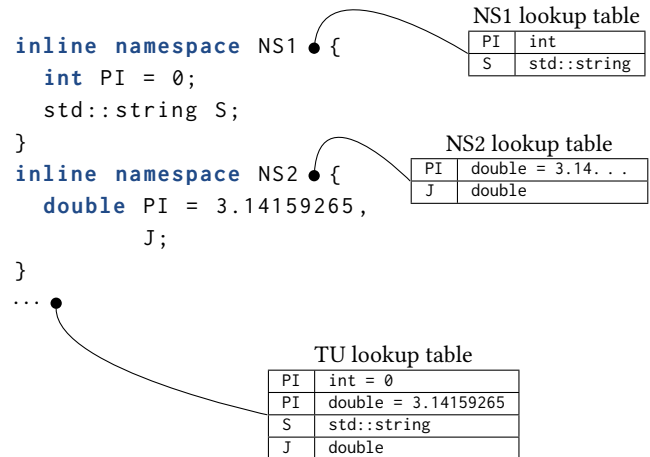 NS1 lookup table
inline namespace NS1 {
PI int
S std::string
int PI = 0;
std::string S;
}
NS2 lookup table
inline namespace NS2 {
PI double = 3.14...
J double
double PI = 3.14159265,
J;
}
...
TU lookup table
PI int = 0
PI double = 3.14159265
S std::string
J double